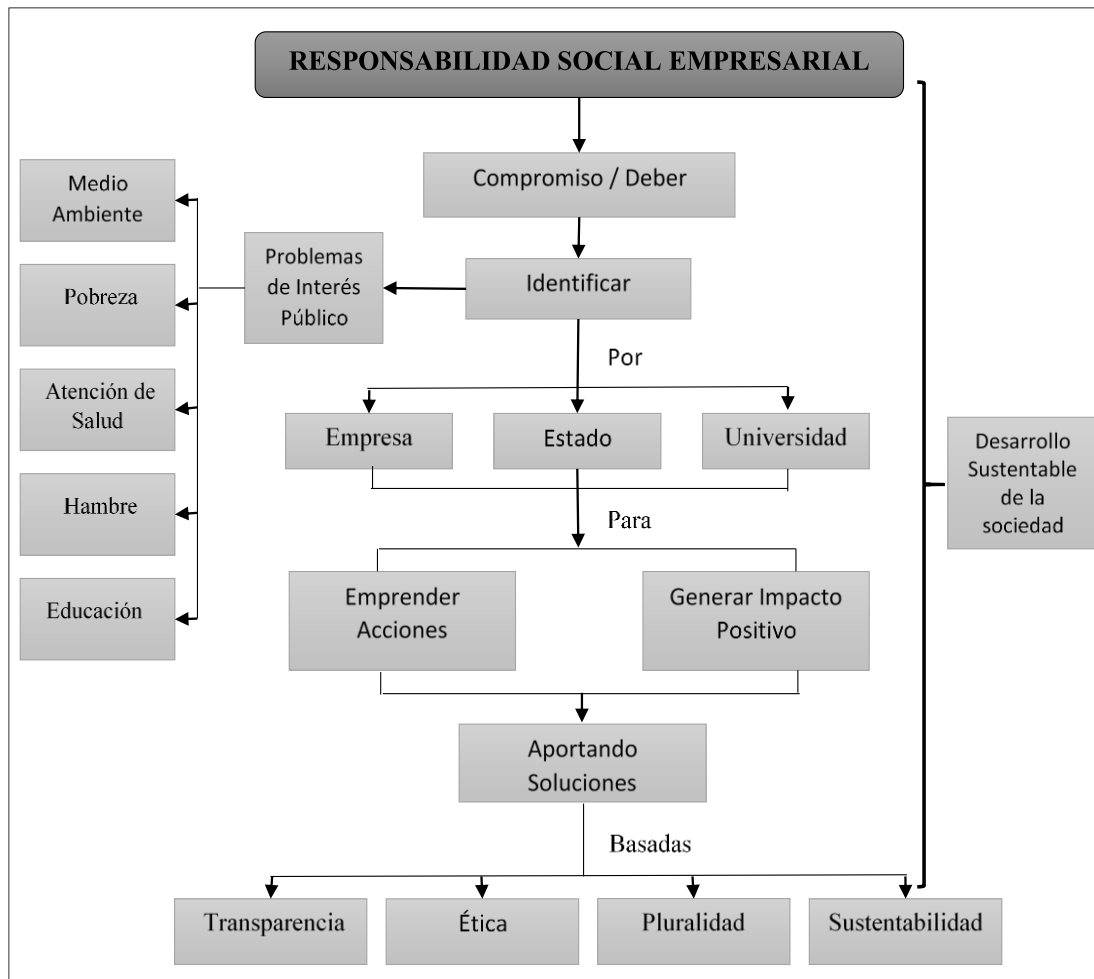 RESPONSABILIDAD SOCIAL EMPRESARIAL
Compromiso / Deber
Identificar
Problemas
de Interés
Público
Medio
Ambiente
Pobreza
Atención de
Salud
Hambre
Educación
Por
Empresa
Estado
Universidad
Para
Emprender
Acciones
Generar Impacto
Positivo
Aportando
Soluciones
Basadas
Transparencia
Ética
Pluralidad
Sustentabilidad
Desarrollo
Sustentable
de la
sociedad